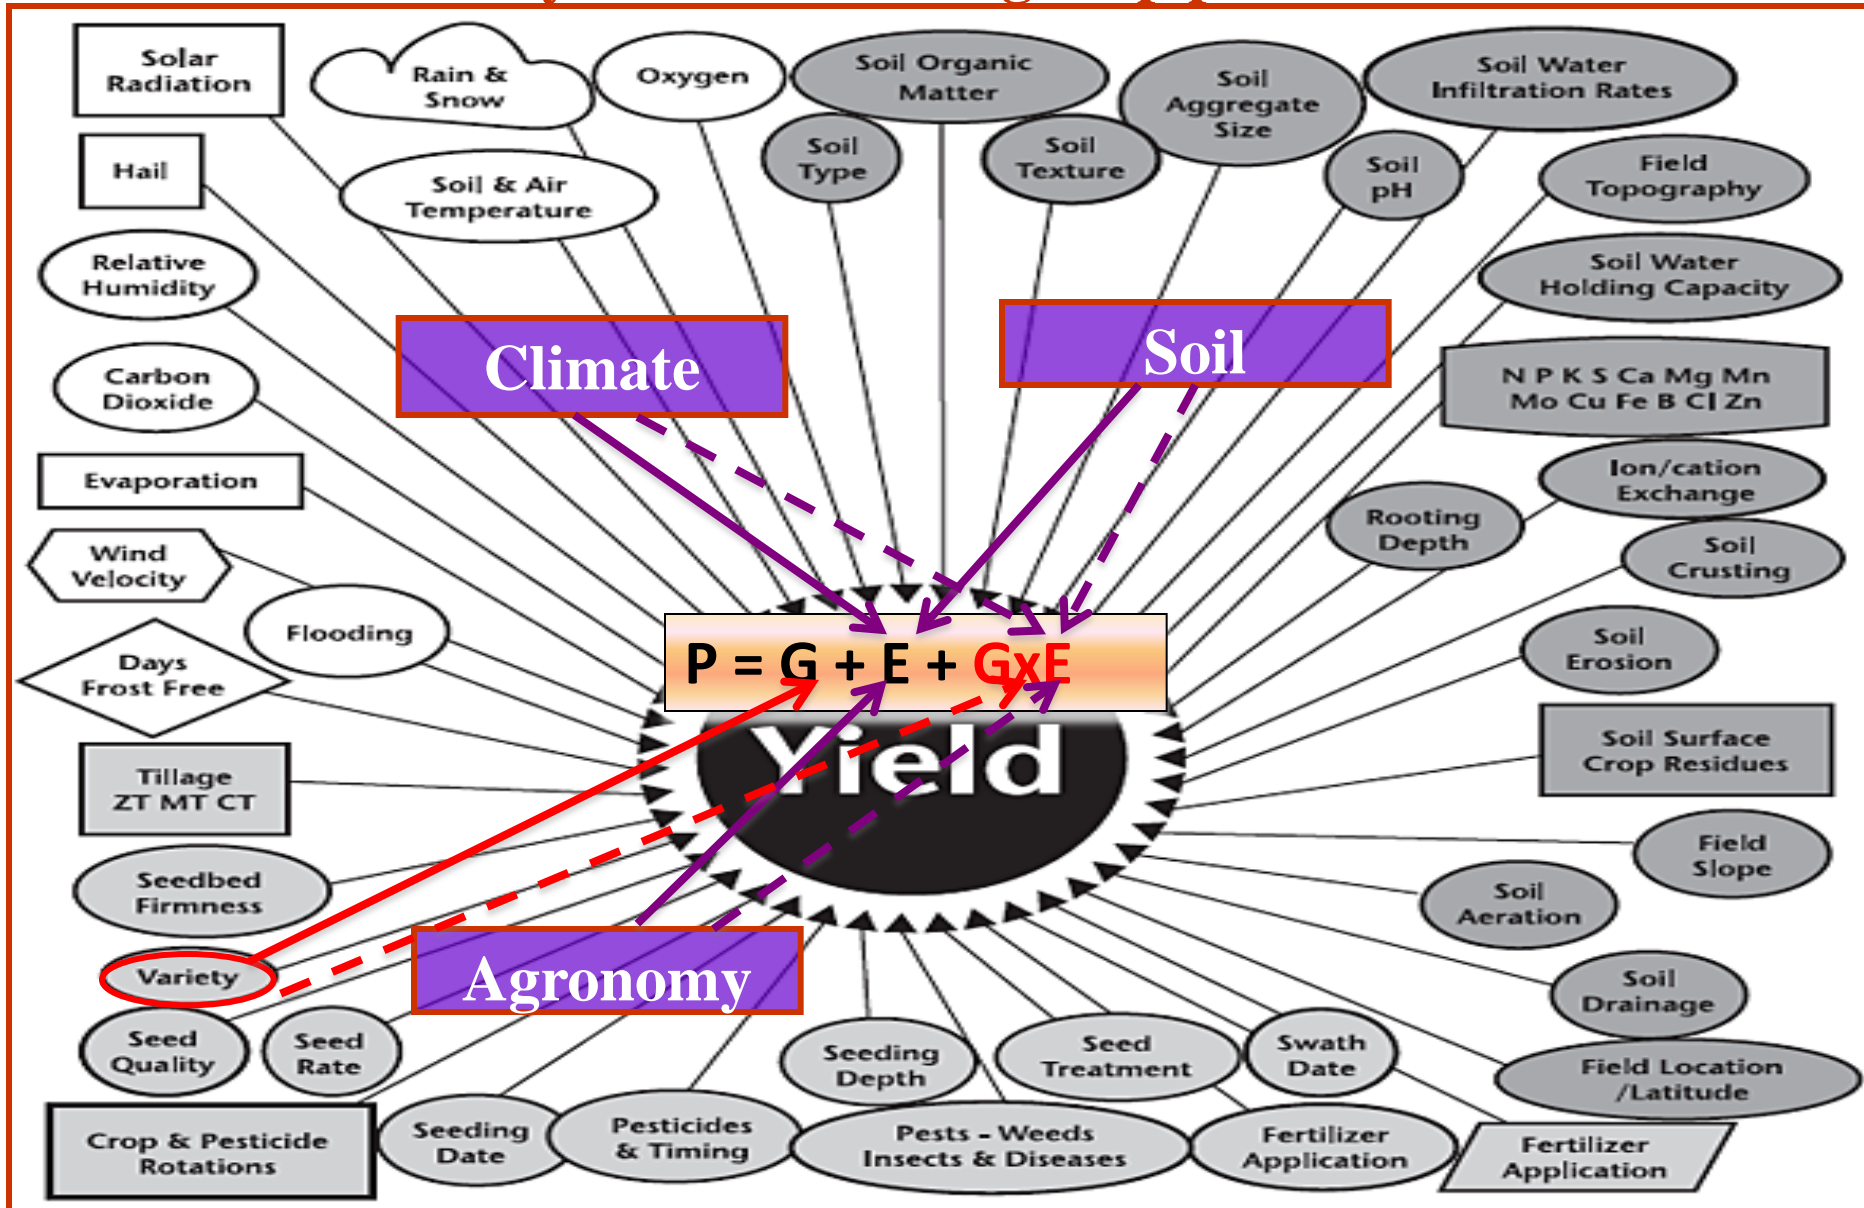 Solar
Radiation
Rain &
Snow
Oxygen
Soil Organic
Matter
Soil
Aggregate
Size
Soil Water
Infiltration Rates
Hail
Soil & Air
Temperature
Soil
Type
Soil
Texture
Soil
pH
Field
Topography
Relative
Humidity
Soil Water
Holding Capacity
Climate
Soil
Carbon
Dioxide
N P K S Ca Mg Mn
Mo Cu Fe B Cl Zn
Evaporation
Ion/cation
Exchange
Rooting
Depth
Wind
Velocity
Soil
Crusting
Flooding
Days
Frost Free
P = G + E + GxE
Soil
Erosion
Yield
Tillage
ZT MT CT
Soil Surface
Crop Residues
Seedbed
Firmness
Field
Slope
Soil
Aeration
Variety
Agronomy
Soil
Drainage
Seed
Quality
Seed
Rate
Seeding
Depth
Seed
Treatment
Swath
Date
Field Location
/Latitude
Crop & Pesticide
Rotations
Seeding
Date
Pesticides
& Timing
Pests - Weeds
Insects & Diseases
Fertilizer
Application
Fertilizer
Application